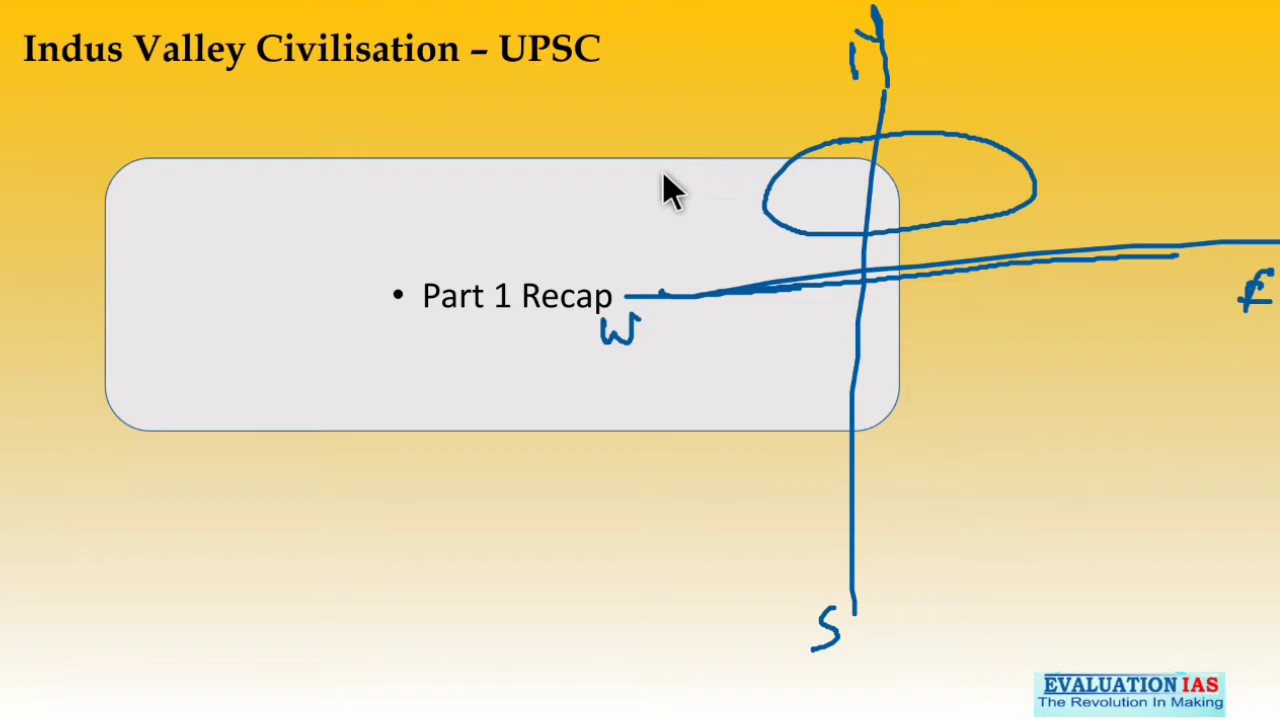 Indus Valley Civilisation – UPSC
N
• Part 1 Recap
W
E
S
EVALUATION IAS
The Revolution In Making